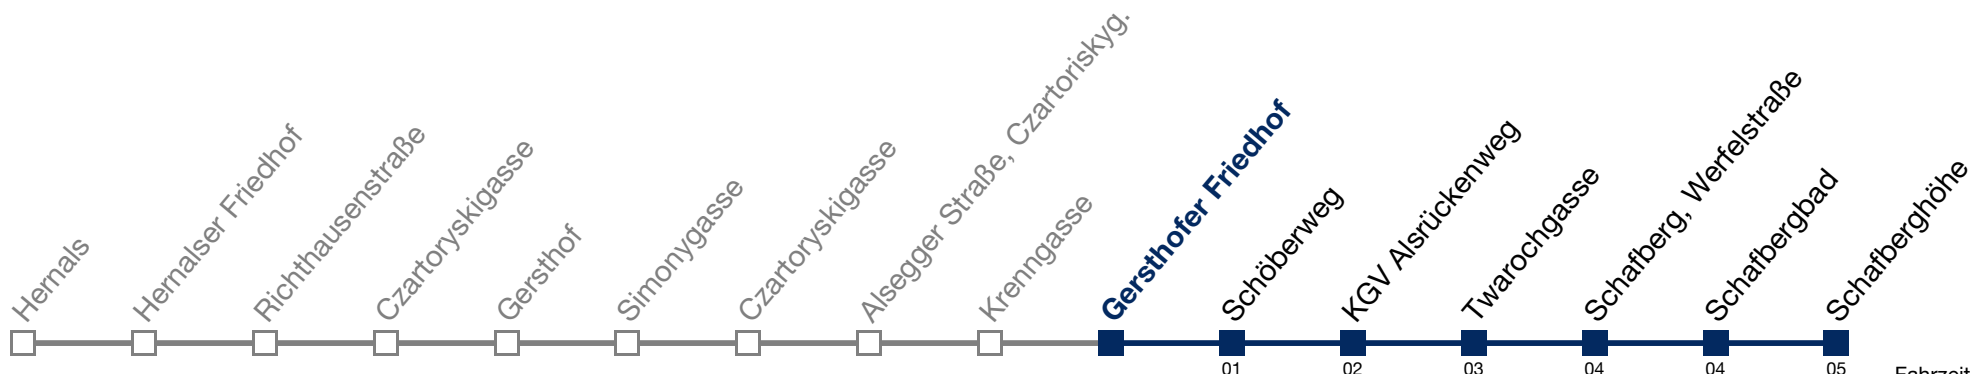 Hernals
Hernalser Friedhof
Richthausenstraße
Czartoryskigasse
Gersthof
Simonygasse
Czartoryskigasse
Alsegger Straße, Czartoriskyg.
Krenngasse
Gersthofer Friedhof
Schöberweg
KGV Alsrückenweg
Twarochgasse
Schafberg, Werfelstraße
Schafbergbad
Schafberghöhe
01 02 03 04 04 05 Fahrzeit